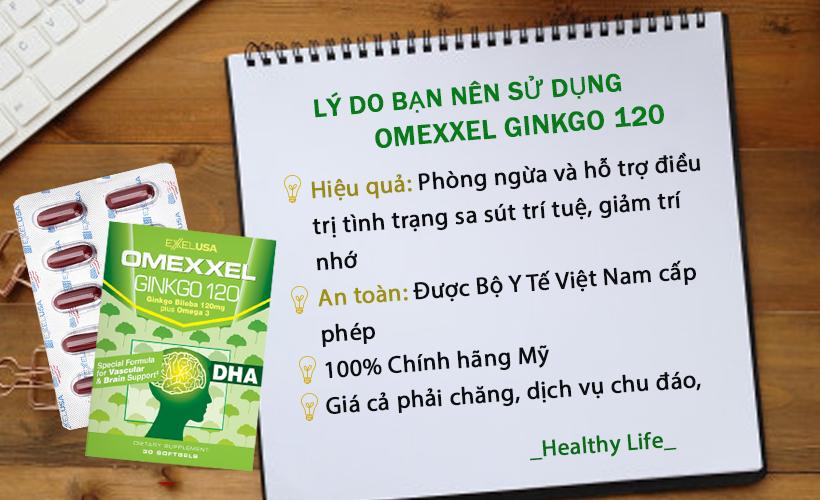 LÝ DO BẠN NÊN SỬ DỤNG
OMEXXEL GINKGO 120
Hiệu quả: Phòng ngừa và hỗ trợ điều
trị tình trạng sa sút trí tuệ, giảm trí
nhớ
An toàn: Được Bộ Y Tế Việt Nam cấp
phép
100% Chính hãng Mỹ
Giá cả phải chăng, dịch vụ chu đáo,
_Healthy Life_
EXELUSA
OMEXXEL
GINKGO 120
Ginkgo Biloba 120mg
plus Omega 3
Special Formula
for Vascular
& Brain Support!
DHA
DIETARY SUPPLEMENT
30 SOFTGELS